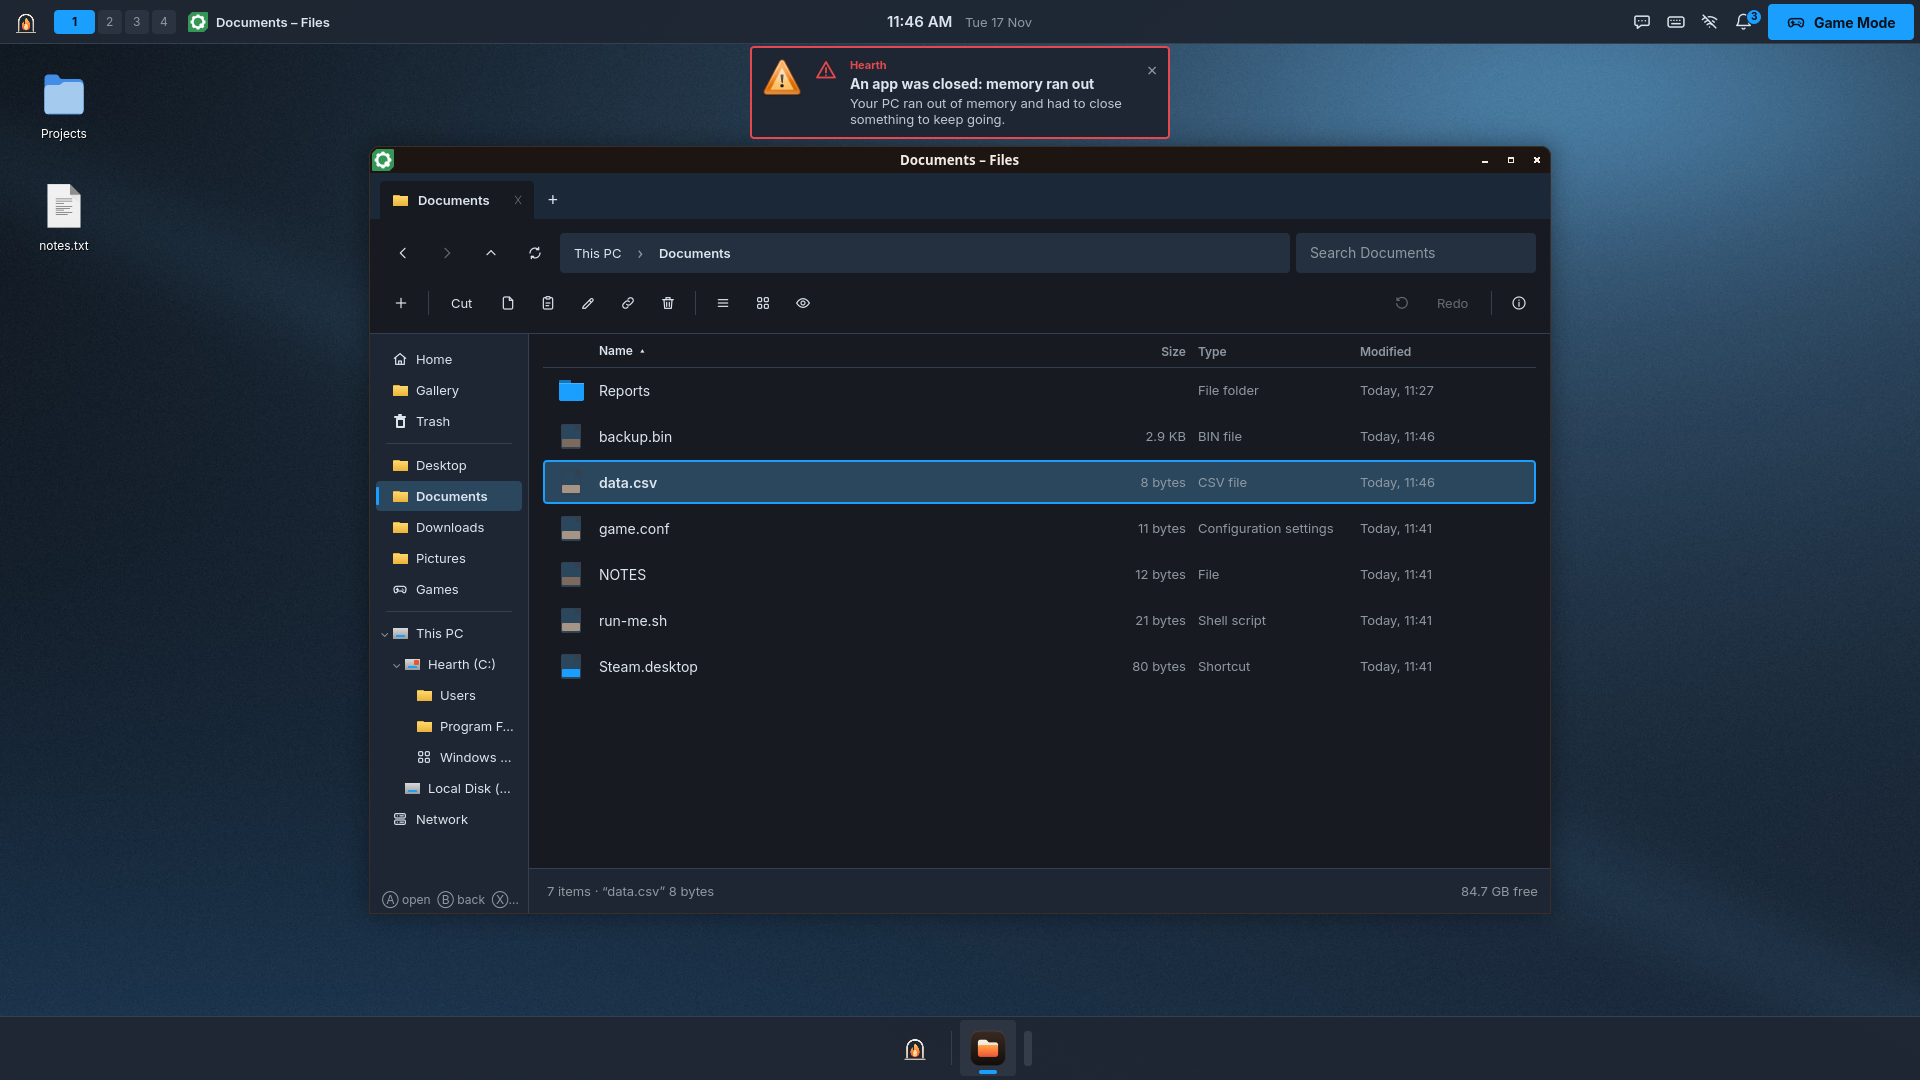 1 2 3 4 Documents – Files 11:46 AM Tue 17 Nov 3 Game Mode
Projects
notes.txt
Hearth
An app was closed: memory ran out
Your PC ran out of memory and had to close
something to keep going.
Documents – Files
Documents X +
This PC › Documents Search Documents
Cut Redo
Home
Gallery
Trash
Desktop
Documents
Downloads
Pictures
Games
This PC
Hearth (C:)
Users
Program F...
Windows ...
Local Disk (...
Network
A open B back X...
Name Size Type Modified
Reports File folder Today, 11:27
backup.bin 2.9 KB BIN file Today, 11:46
data.csv 8 bytes CSV file Today, 11:46
game.conf 11 bytes Configuration settings Today, 11:41
NOTES 12 bytes File Today, 11:41
run-me.sh 21 bytes Shell script Today, 11:41
Steam.desktop 80 bytes Shortcut Today, 11:41
7 items · “data.csv” 8 bytes 84.7 GB free